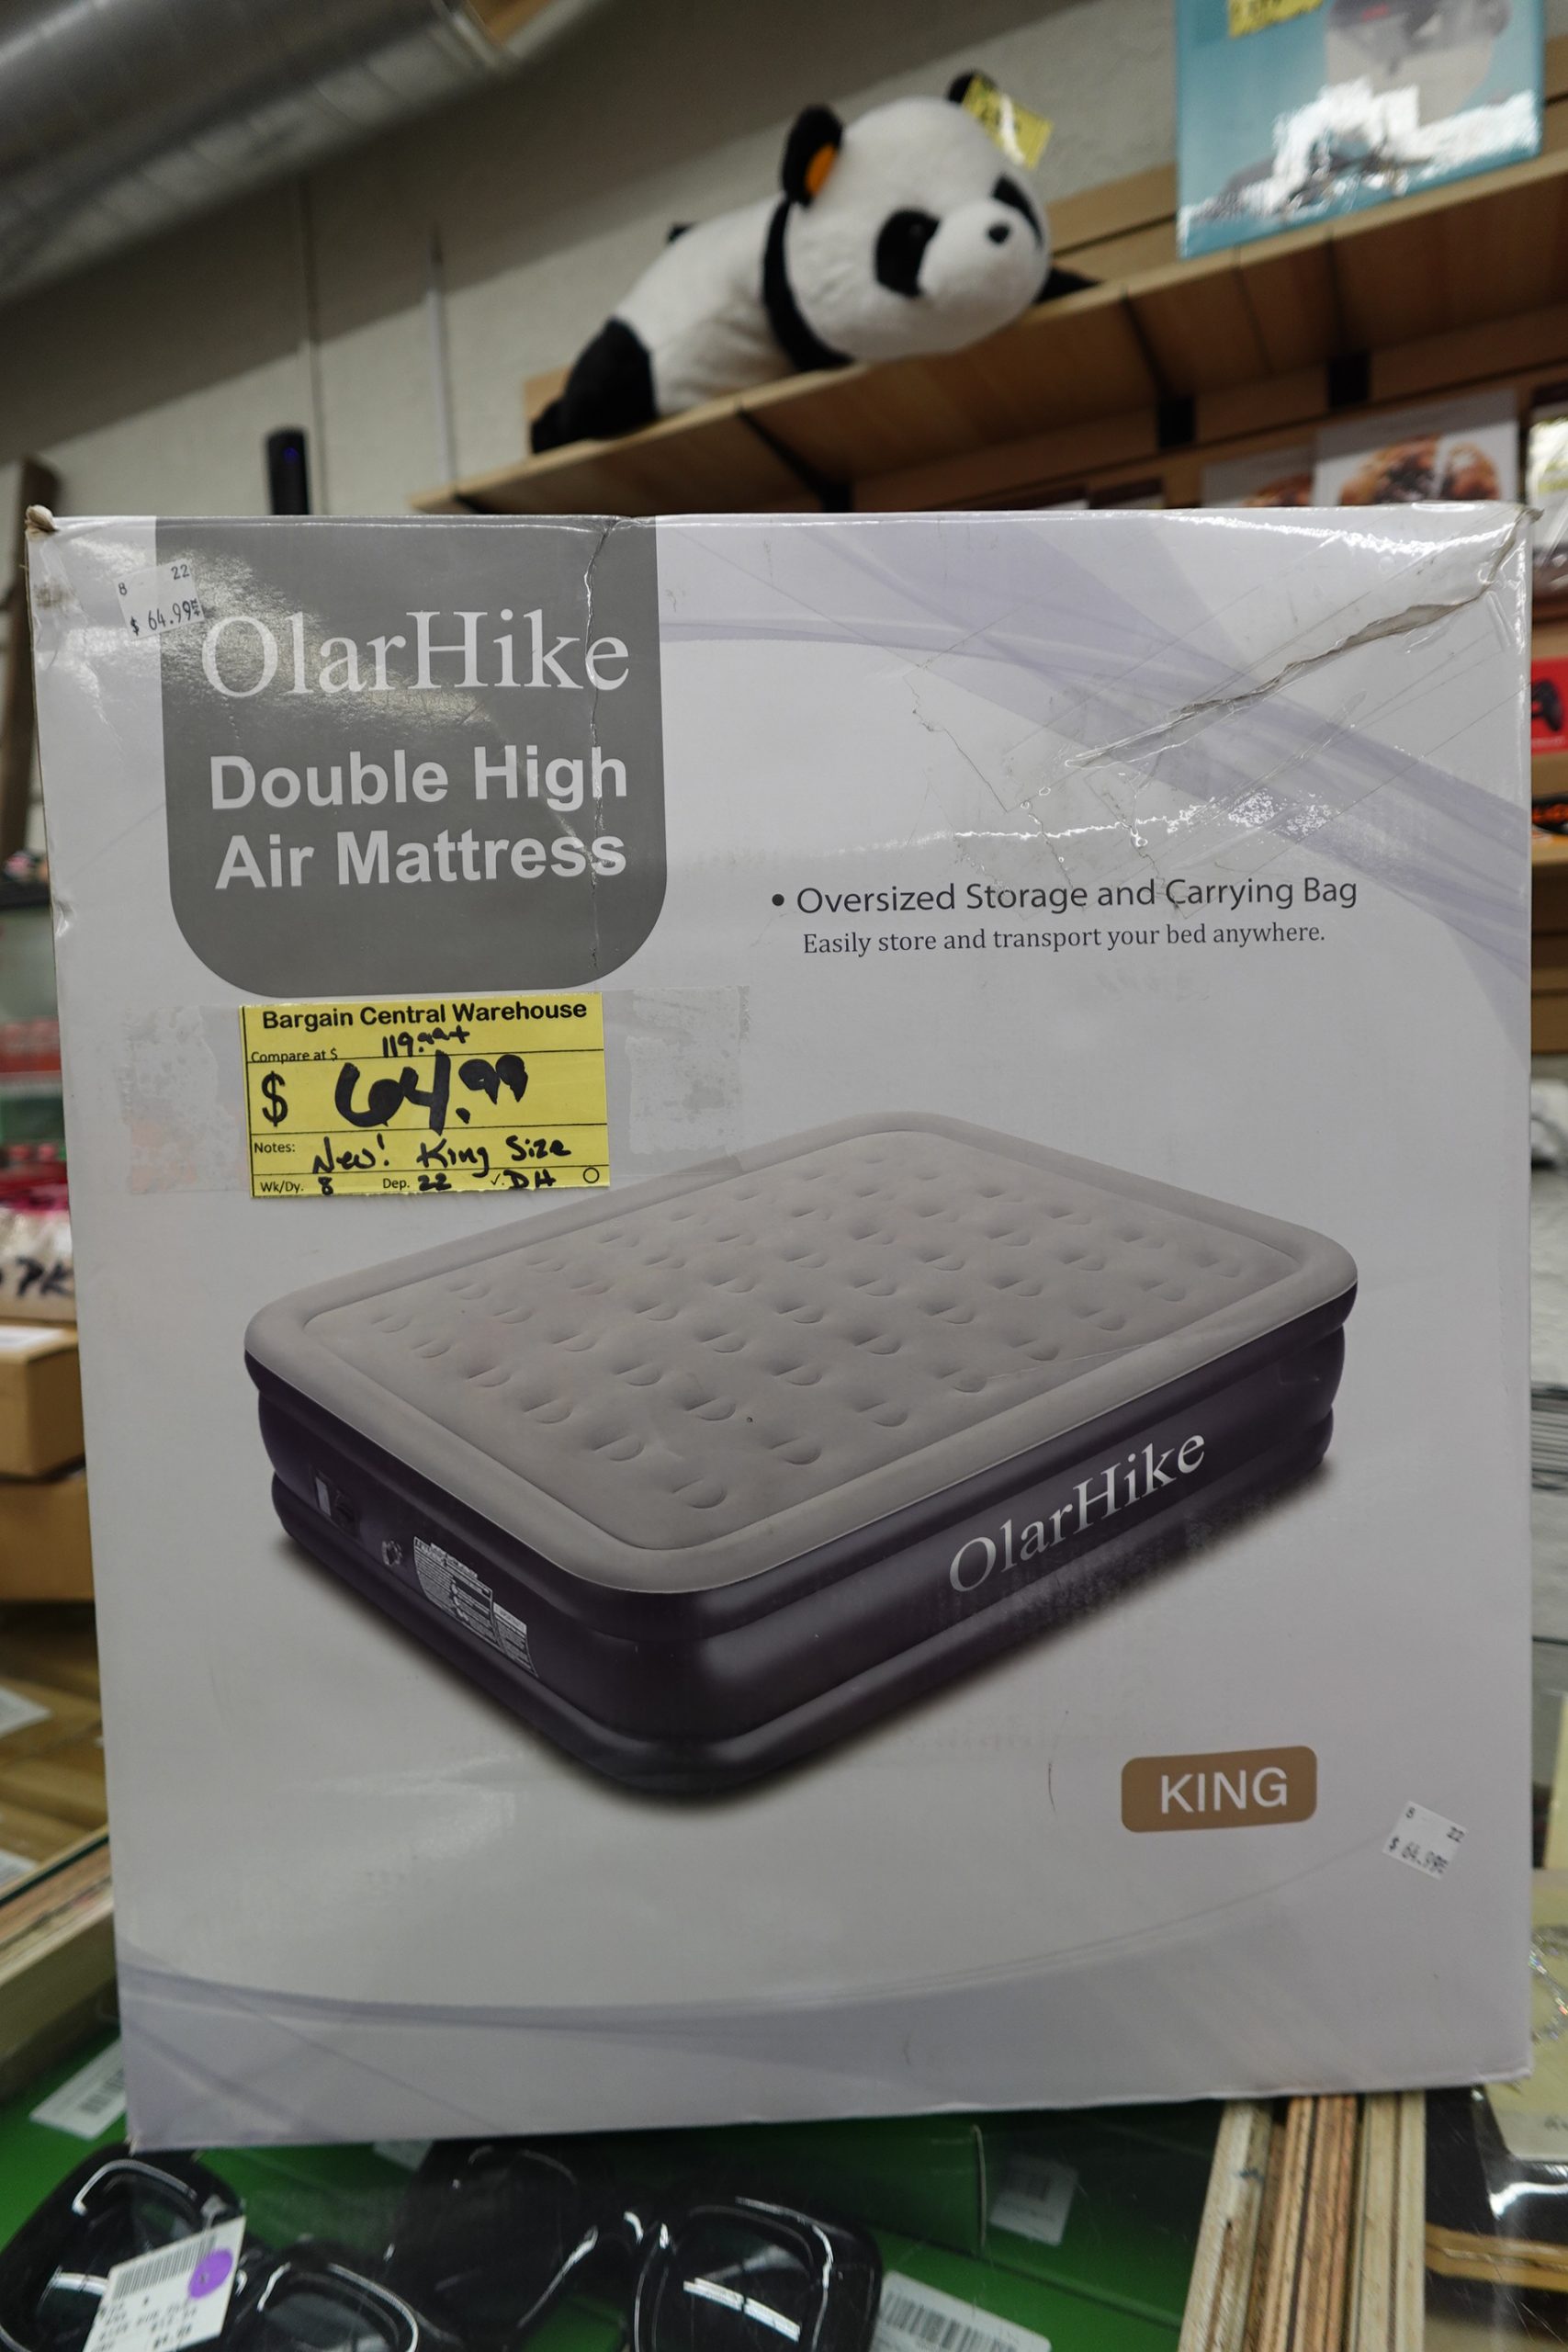 8 22
$ 64.99
OlarHike
Double High
Air Mattress
• Oversized Storage and Carrying Bag
Easily store and transport your bed anywhere.
Bargain Central Warehouse
Compare at $ 119.99+
$ 64.99
Notes: New! King Size
Wk/Dy. 8 Dep. 22 ✓ DH
OlarHike
KING
8 22
$ 64.99